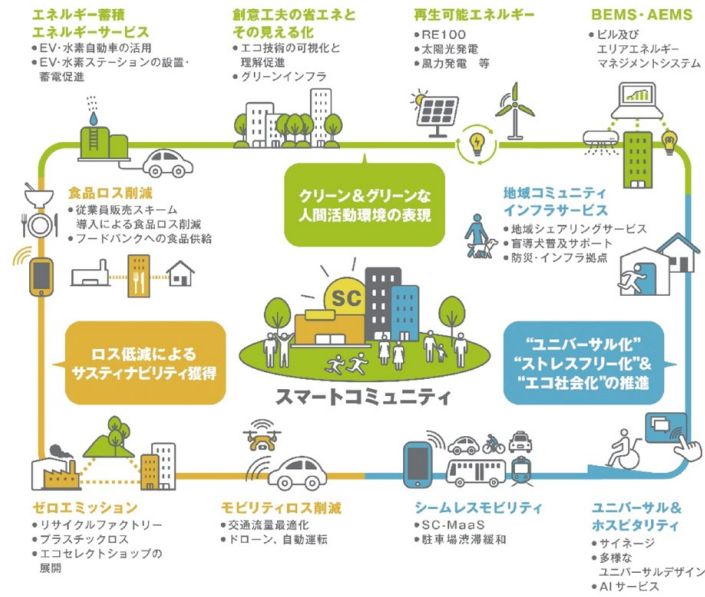 エネルギー蓄積
エネルギーサービス
●EV・水素自動車の活用
●EV・水素ステーションの設置・
蓄電促進
創意工夫の省エネと
その見える化
●エコ技術の可視化と
理解促進
●グリーンインフラ
再生可能エネルギー
●RE100
●太陽光発電
●風力発電 等
BEMS・AEMS
●ビル及び
エリアエネルギー
マネジメントシステム
食品ロス削減
●従業員販売スキーム
導入による食品ロス削減
●フードバンクへの食品供給
クリーン＆グリーンな
人間活動環境の表現
地域コミュニティ
インフラサービス
●地域シェアリングサービス
●盲導犬普及サポート
●防災・インフラ拠点
ロス低減による
サスティナビリティ獲得
SC
スマートコミュニティ
“ユニバーサル化”
“ストレスフリー化”＆
“エコ社会化”の推進
ゼロエミッション
●リサイクルファクトリー
●プラスチックロス
●エコセレクトショップの
展開
モビリティロス削減
●交通流量最適化
●ドローン、自動運転
シームレスモビリティ
●SC-MaaS
●駐車場渋滞緩和
ユニバーサル＆
ホスピタリティ
●サイネージ
●多様な
ユニバーサルデザイン
●AIサービス